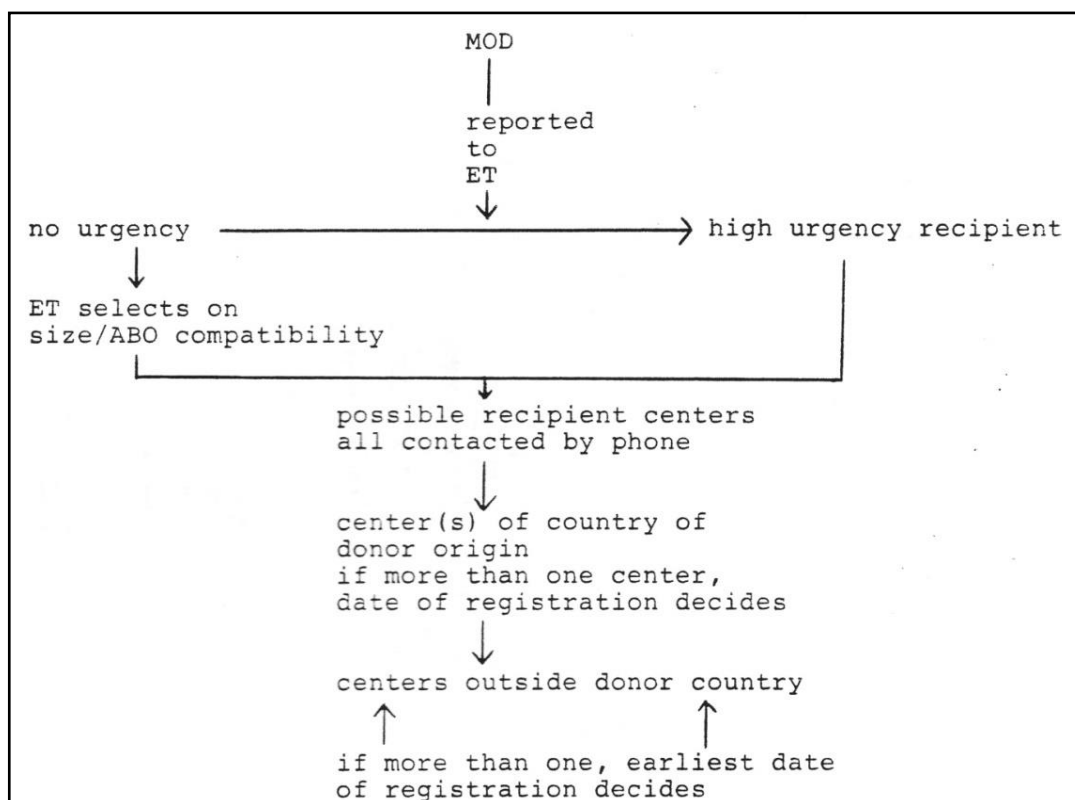 MOD
reported
to
ET
no urgency
high urgency recipient
ET selects on
size/ABO compatibility
possible recipient centers
all contacted by phone
center(s) of country of
donor origin
if more than one center,
date of registration decides
centers outside donor country
if more than one, earliest date
of registration decides